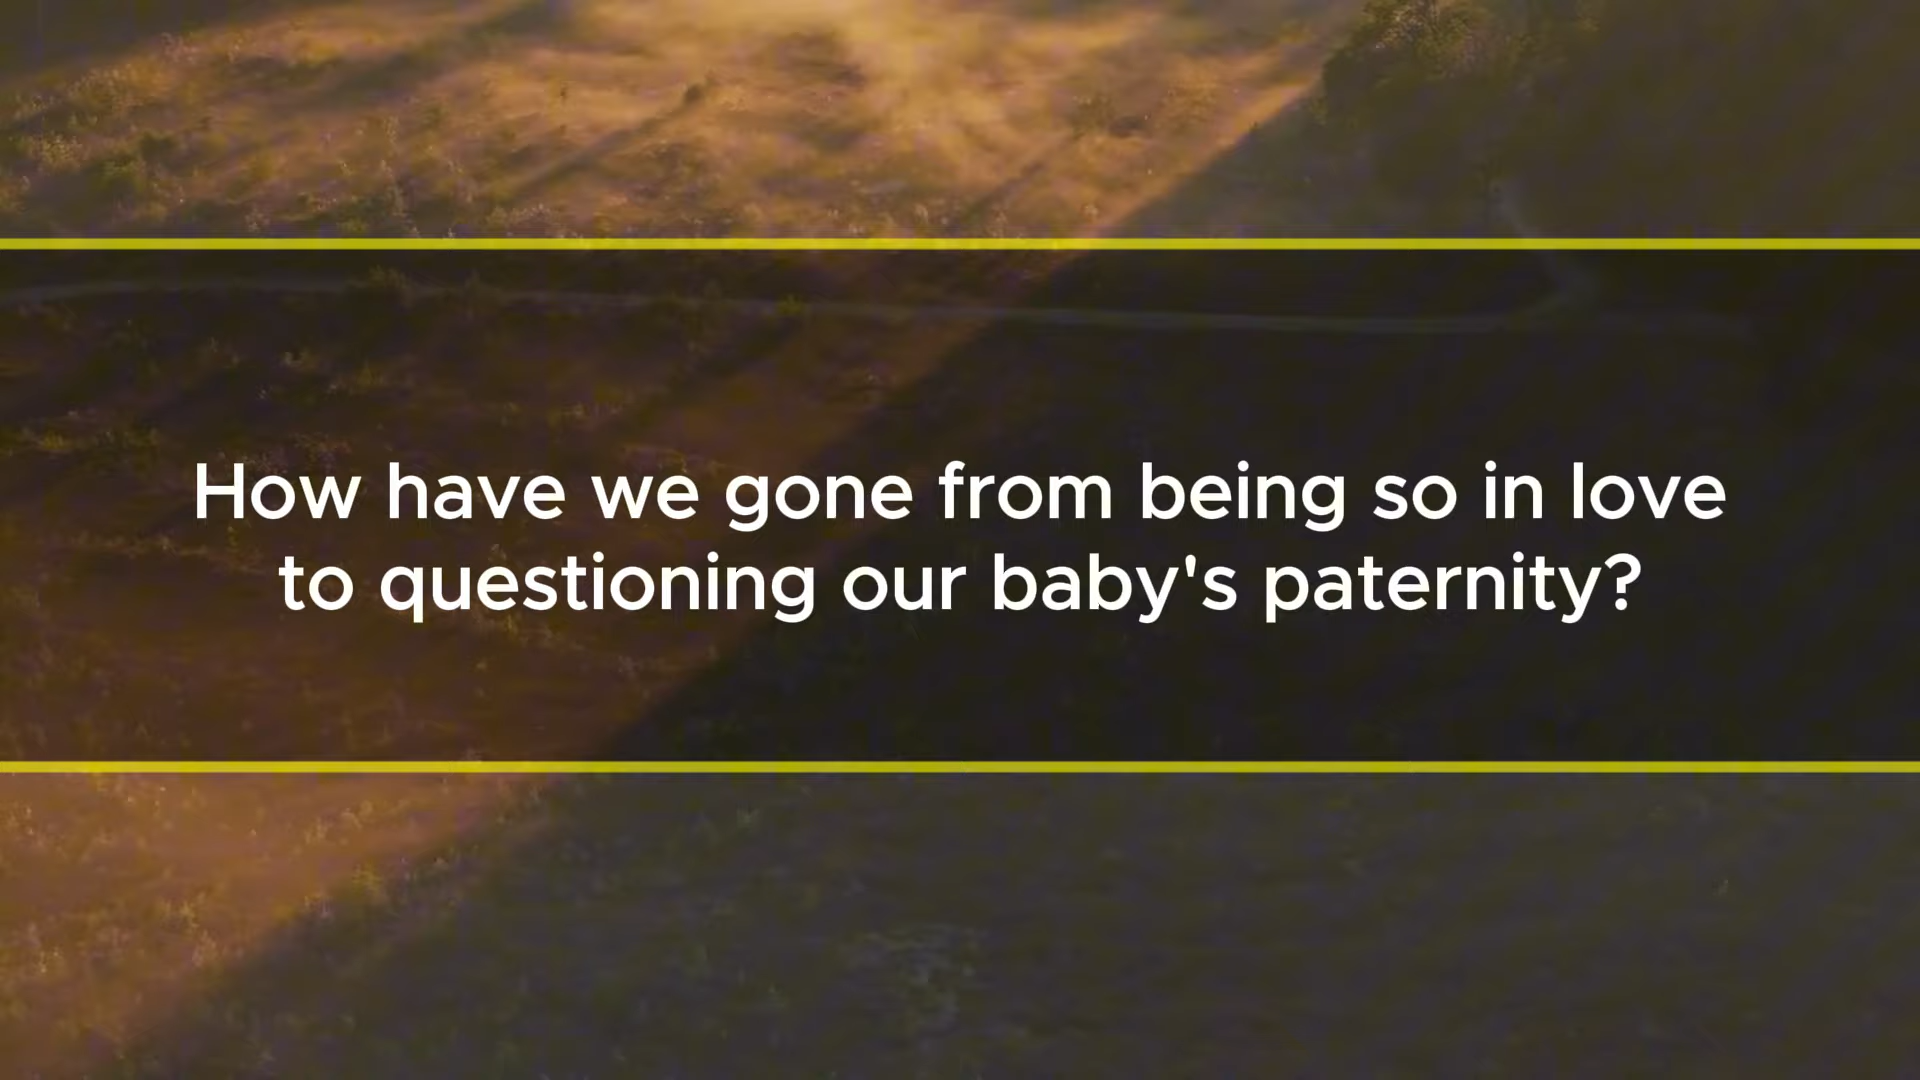 How have we gone from being so in love
to questioning our baby's paternity?